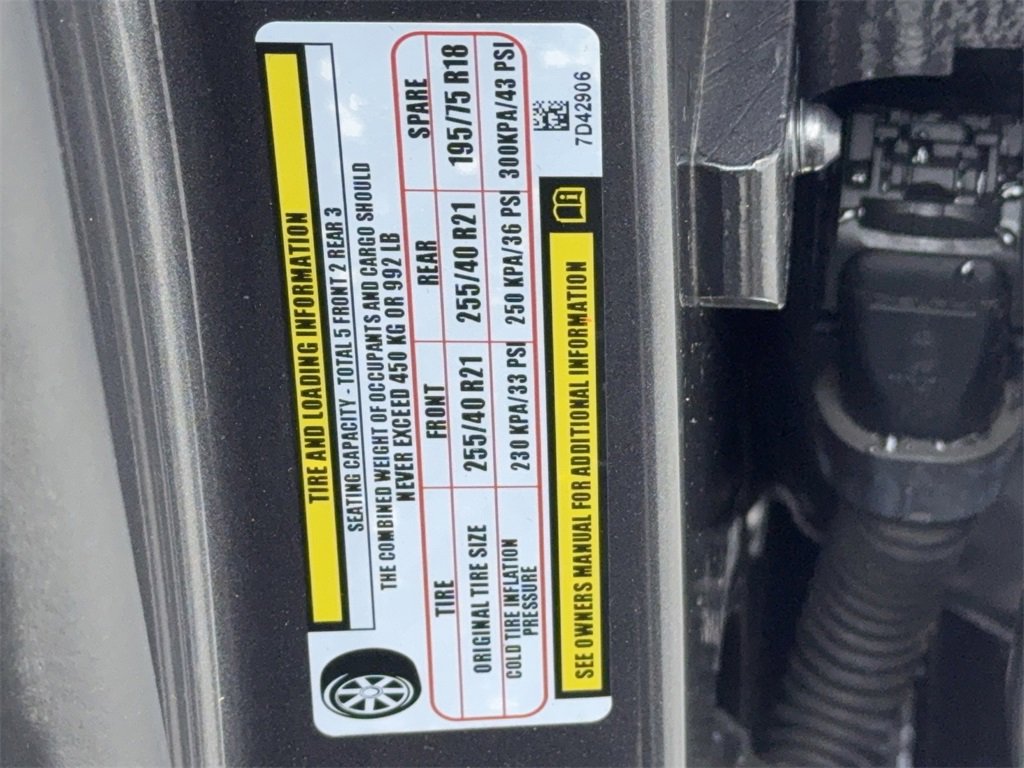 TIRE AND LOADING INFORMATION
SEATING CAPACITY - TOTAL 5 FRONT 2 REAR 3
THE COMBINED WEIGHT OF OCCUPANTS AND CARGO SHOULD
NEVER EXCEED 450 KG OR 992 LB
TIRE FRONT REAR SPARE
ORIGINAL TIRE SIZE 255/40 R21 255/40 R21 195/75 R18
COLD TIRE INFLATION
PRESSURE 230 KPA/33 PSI 250 KPA/36 PSI 300KPA/43 PSI
SEE OWNERS MANUAL FOR ADDITIONAL INFORMATION
7D42906